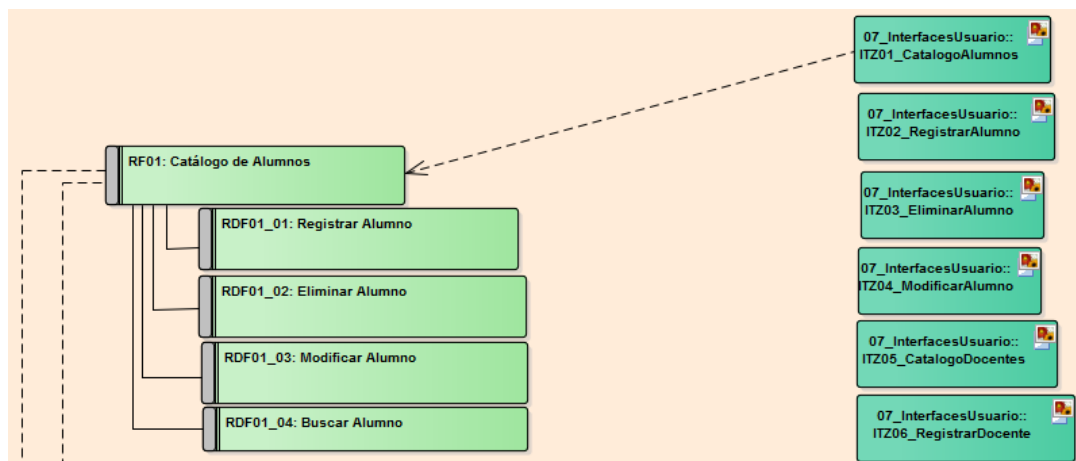 07_InterfacesUsuario::
ITZ01_CatalogoAlumnos
07_InterfacesUsuario::
ITZ02_RegistrarAlumno
RF01: Catálogo de Alumnos
07_InterfacesUsuario::
ITZ03_EliminarAlumno
RDF01_01: Registrar Alumno
07_InterfacesUsuario::
ITZ04_ModificarAlumno
RDF01_02: Eliminar Alumno
07_InterfacesUsuario::
ITZ05_CatalogoDocentes
RDF01_03: Modificar Alumno
07_InterfacesUsuario::
ITZ06_RegistrarDocente
RDF01_04: Buscar Alumno